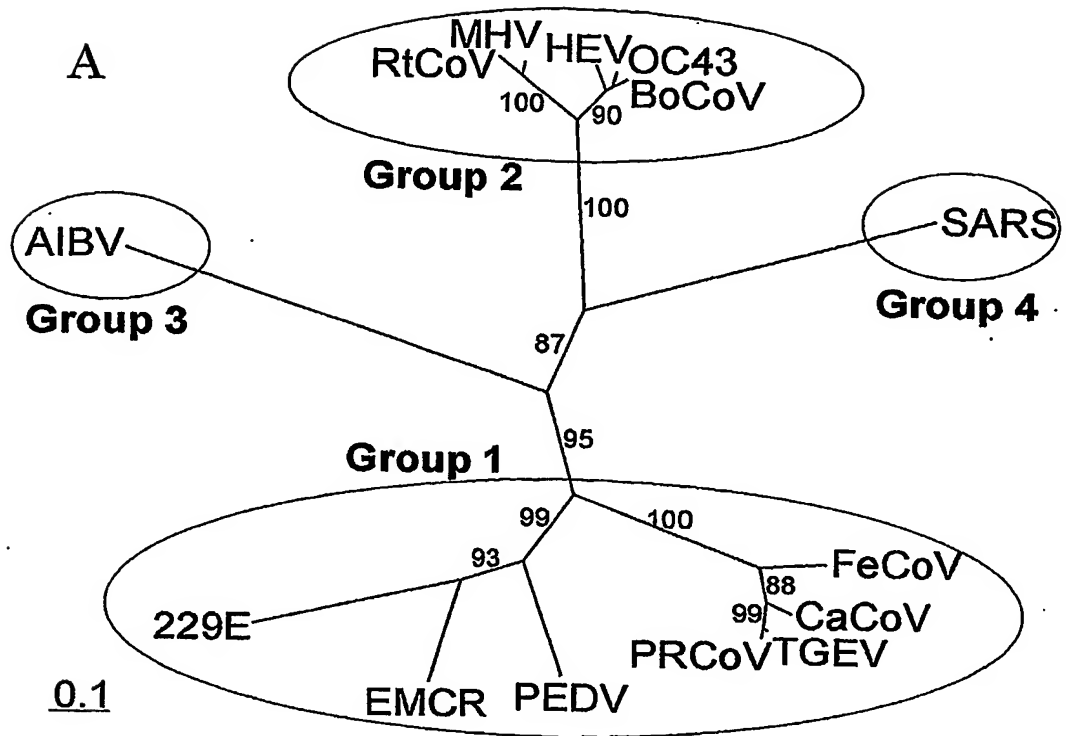 A
MHV
HEV
RtCoV
OC43
BoCoV
100
90
Group 2
100
AIBV
SARS
Group 3
Group 4
87
95
Group 1
99
100
93
FeCoV
88
99
CaCoV
229E
PRCoV
TGEV
EMCR
PEDV
0.1